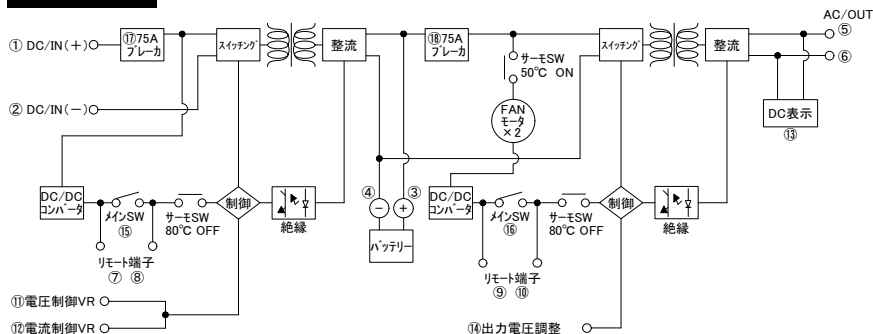 AC/OUT
⑤
⑥
① DC/IN(+)
⑰75A
ブレーカ
スイッチング
整流
⑱75A
ブレーカ
サーモSW
50℃ ON
スイッチング
整流
② DC/IN(−)
FAN
モータ
×2
DC表示
⑬
DC/DC
コンバータ
メインSW
⑮
サーモSW
80℃ OFF
制御
絶縁
④
③
−
+
バッテリー
DC/DC
コンバータ
メインSW
⑯
サーモSW
80℃ OFF
制御
絶縁
リモート端子
⑦ ⑧
リモート端子
⑨ ⑩
⑪電圧制御VR
⑫電流制御VR
⑭出力電圧調整